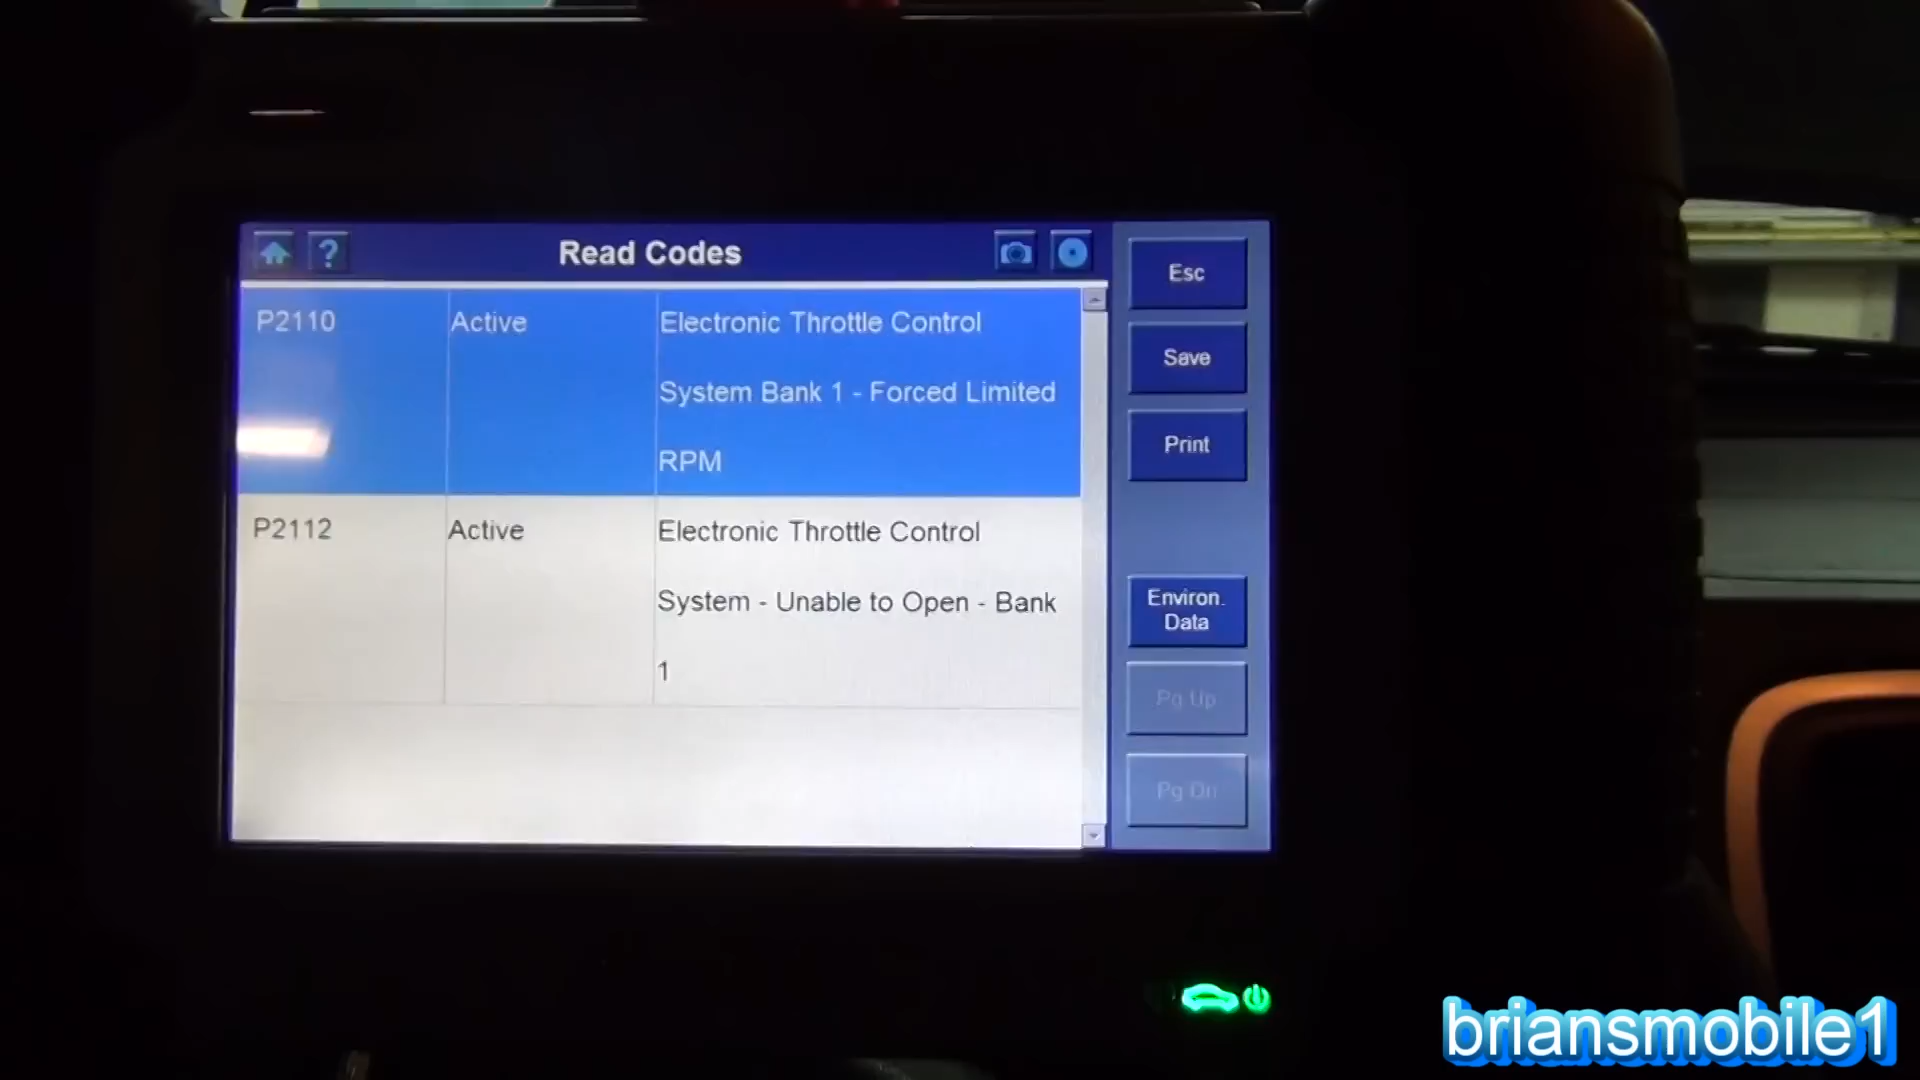 Read Codes
Esc
P2110 Active Electronic Throttle Control
System Bank 1 - Forced Limited
RPM
Save
Print
P2112 Active Electronic Throttle Control
System - Unable to Open - Bank
1
Environ.
Data
Pg Up
Pg Dn
briansmobile1